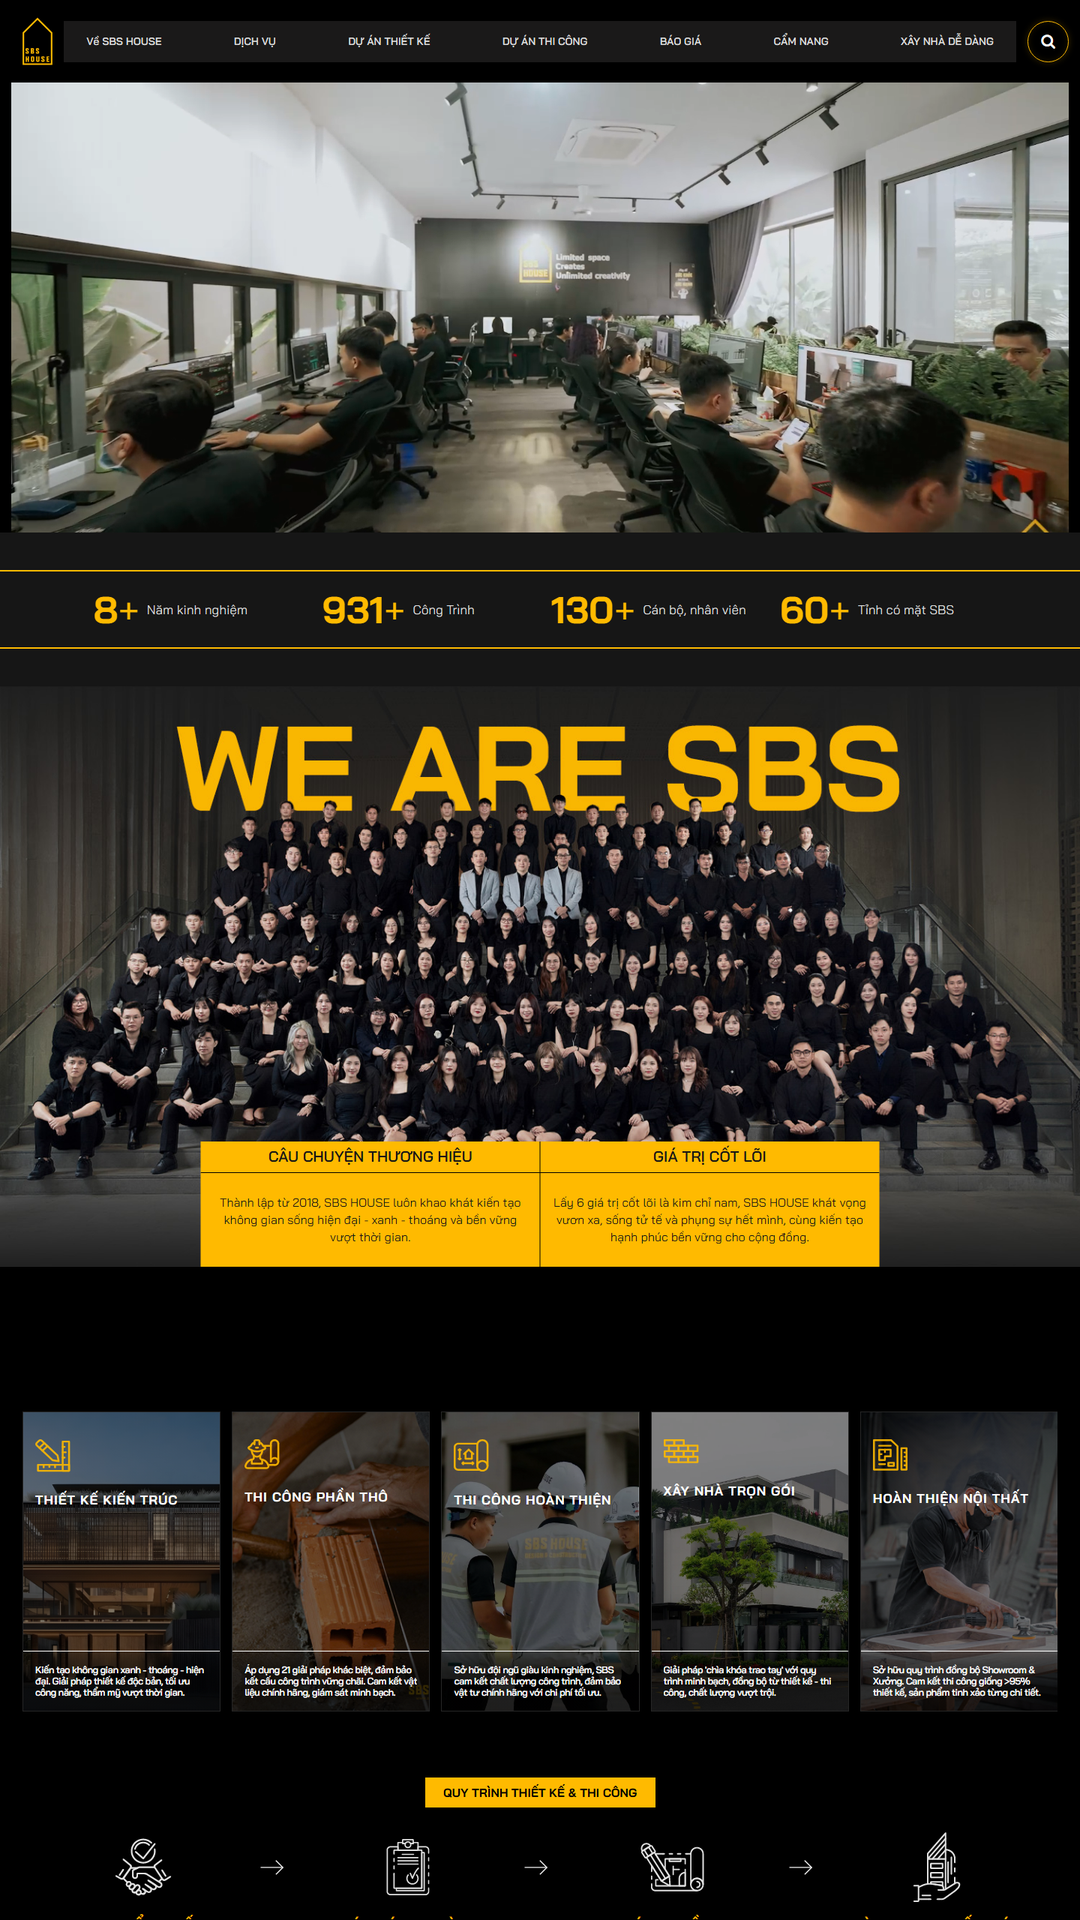 SBS
HOUSE
Về SBS HOUSE
DỊCH VỤ
DỰ ÁN THIẾT KẾ
DỰ ÁN THI CÔNG
BÁO GIÁ
CẨM NANG
XÂY NHÀ DỄ DÀNG
HOUSE
Limited space
Creates
Unlimited creativity
8+ Năm kinh nghiệm
931+ Công Trình
130+ Cán bộ, nhân viên
60+ Tỉnh có mặt SBS
WE ARE SBS
CÂU CHUYỆN THƯƠNG HIỆU
Thành lập từ 2018, SBS HOUSE luôn khao khát kiến tạo
không gian sống hiện đại - xanh - thoáng và bền vững
vượt thời gian.
GIÁ TRỊ CỐT LÕI
Lấy 6 giá trị cốt lõi là kim chỉ nam, SBS HOUSE khát vọng
vươn xa, sống tử tế và phụng sự hết mình, cùng kiến tạo
hạnh phúc bền vững cho cộng đồng.
THIẾT KẾ KIẾN TRÚC
Kiến tạo không gian xanh - thoáng - hiện
đại. Giải pháp thiết kế độc bản, tối ưu
công năng, thẩm mỹ vượt thời gian.
THI CÔNG PHẦN THÔ
Áp dụng 21 giải pháp khác biệt, đảm bảo
kết cấu công trình vững chãi. Cam kết vật
liệu chính hãng, giám sát minh bạch.
THI CÔNG HOÀN THIỆN
SBS HOUSE
Sở hữu đội ngũ giàu kinh nghiệm, SBS
cam kết chất lượng công trình, đảm bảo
vật tư chính hãng với chi phí tối ưu.
XÂY NHÀ TRỌN GÓI
Giải pháp 'chìa khóa trao tay' với quy
trình minh bạch, đồng bộ từ thiết kế - thi
công, chất lượng vượt trội.
HOÀN THIỆN NỘI THẤT
Sở hữu quy trình đồng bộ Showroom &
Xưởng. Cam kết thi công giống >95%
thiết kế, sản phẩm tinh xảo từng chi tiết.
QUY TRÌNH THIẾT KẾ & THI CÔNG